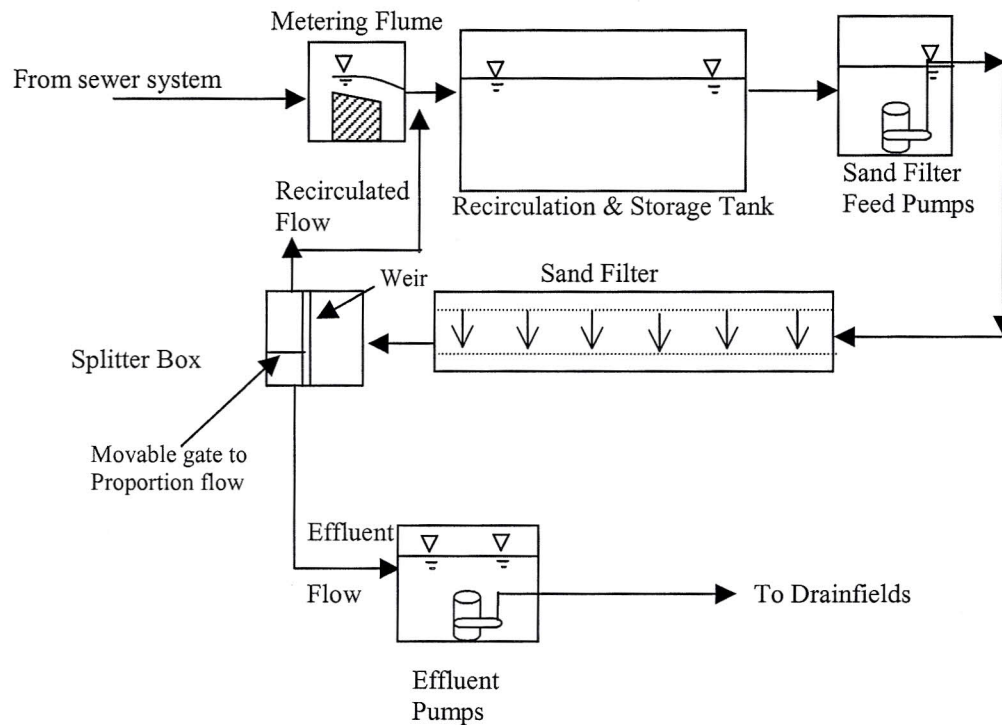 Metering Flume
From sewer system
Recirculated
Flow
Recirculation & Storage Tank
Sand Filter
Feed Pumps
Weir
Sand Filter
Splitter Box
Movable gate to
Proportion flow
Effluent
Flow
To Drainfields
Effluent
Pumps